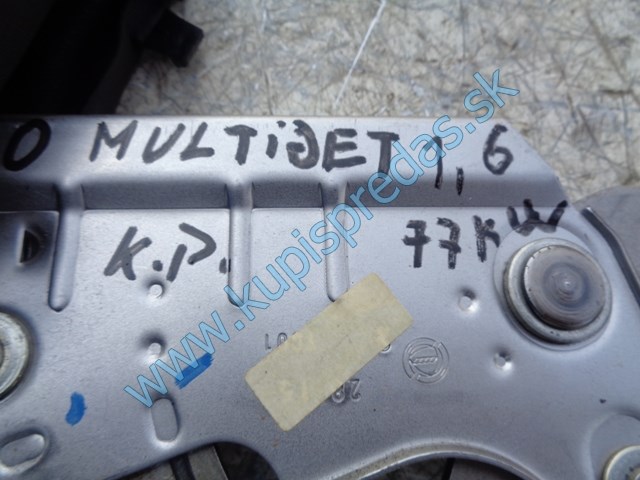 O MULTIJET 1,6
K.P. 77KW
www.kupispredas.sk